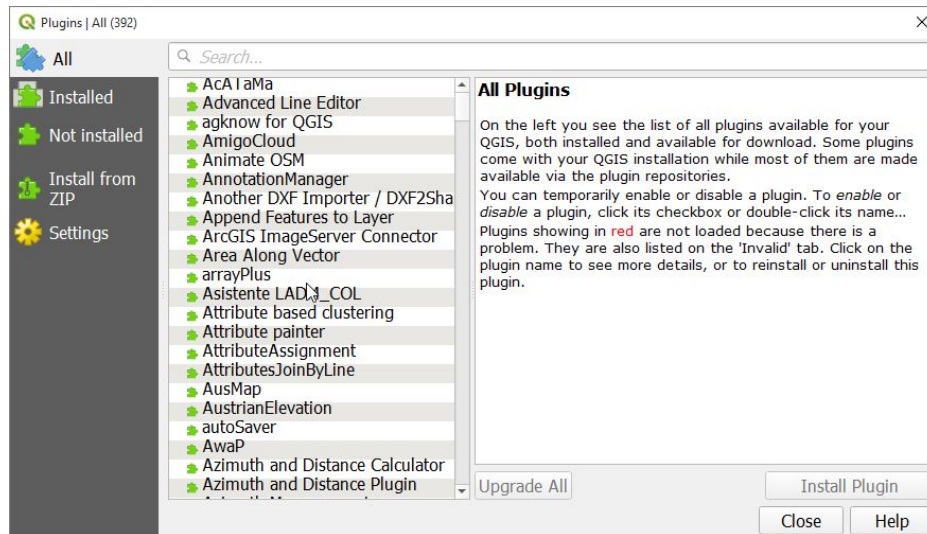 Plugins | All (392)
All
Search...
Installed
Not installed
Install from
ZIP
Settings
AcATaMa
Advanced Line Editor
agknow for QGIS
AmigoCloud
Animate OSM
AnnotationManager
Another DXF Importer / DXF2Sha
Append Features to Layer
ArcGIS ImageServer Connector
Area Along Vector
arrayPlus
Asistente LADM_COL
Attribute based clustering
Attribute painter
AttributeAssignment
AttributesJoinByLine
AusMap
AustrianElevation
autoSaver
AwaP
Azimuth and Distance Calculator
Azimuth and Distance Plugin
All Plugins
On the left you see the list of all plugins available for your
QGIS, both installed and available for download. Some plugins
come with your QGIS installation while most of them are made
available via the plugin repositories.
You can temporarily enable or disable a plugin. To enable or
disable a plugin, click its checkbox or double-click its name...
Plugins showing in red are not loaded because there is a
problem. They are also listed on the 'Invalid' tab. Click on the
plugin name to see more details, or to reinstall or uninstall this
plugin.
Upgrade All
Install Plugin
Close
Help